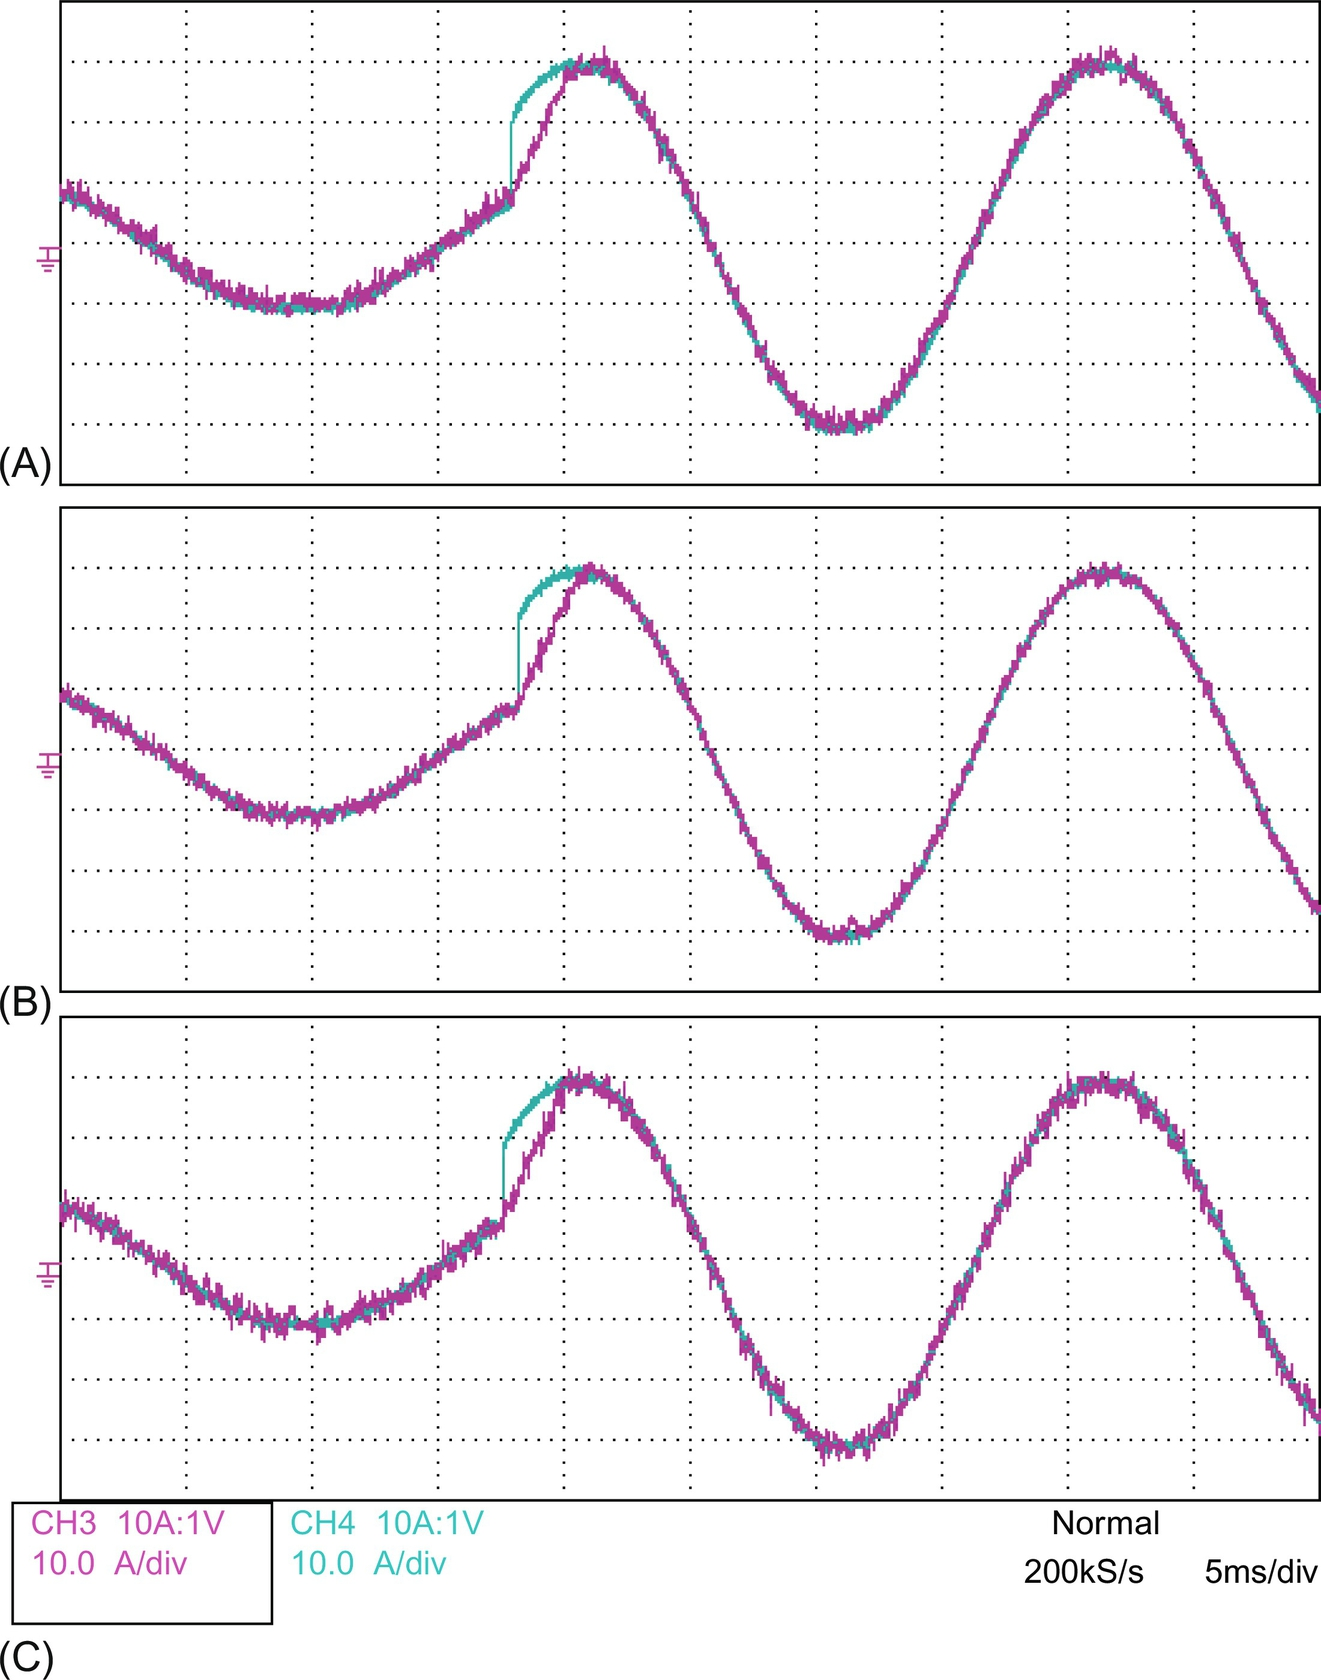 (A)
(B)
CH3 10A:1V CH4 10A:1V Normal
10.0 A/div 10.0 A/div 200kS/s 5ms/div
(C)